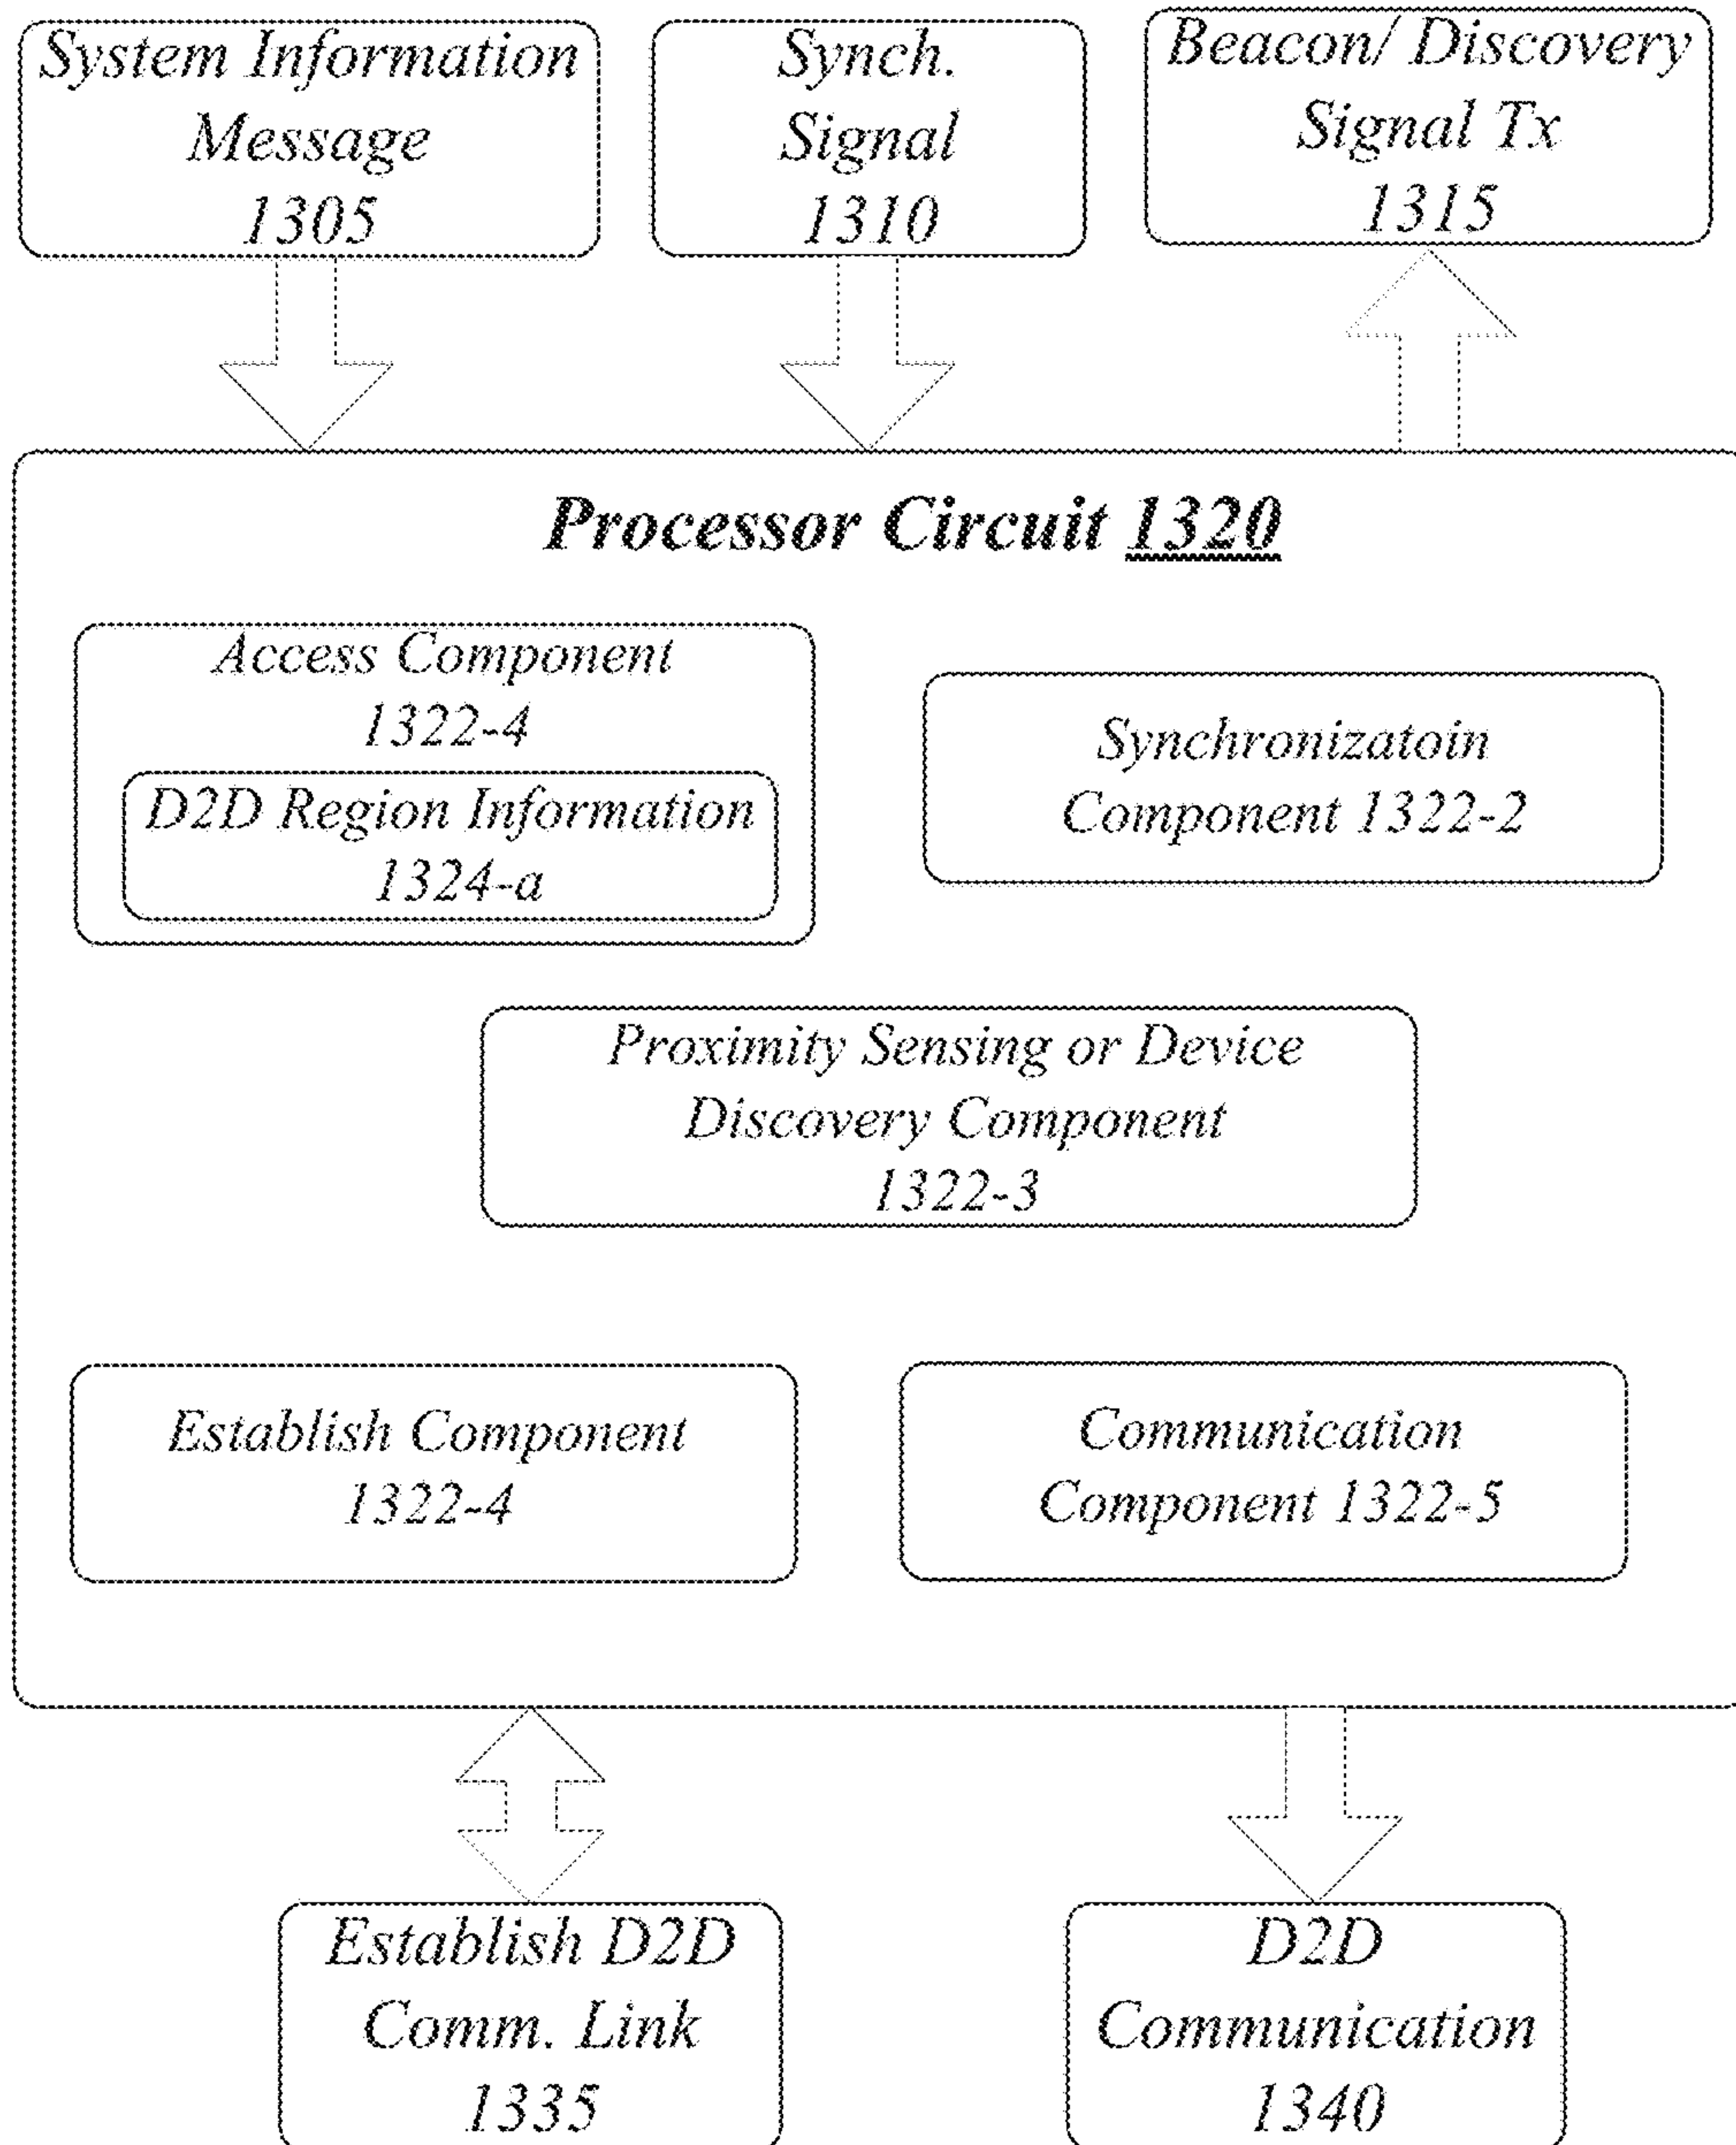 System Information
Message
1305
Synch.
Signal
1310
Beacon/ Discovery
Signal Tx
1315
Processor Circuit 1320
Access Component
1322-4
D2D Region Information
1324-a
Synchronizatoin
Component 1322-2
Proximity Sensing or Device
Discovery Component
1322-3
Establish Component
1322-4
Communication
Component 1322-5
Establish D2D
Comm. Link
1335
D2D
Communication
1340